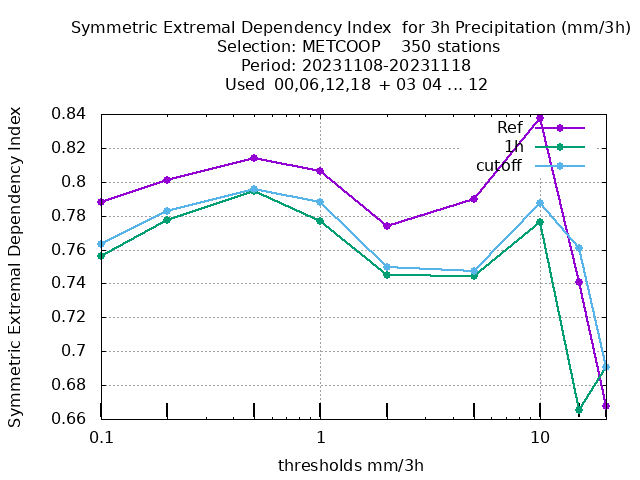 Symmetric Extremal Dependency Index for 3h Precipitation (mm/3h)
Selection: METCOOP 350 stations
Period: 20231108-20231118
Used 00,06,12,18 + 03 04 ... 12
Symmetric Extremal Dependency Index
0.84
0.82
0.8
0.78
0.76
0.74
0.72
0.7
0.68
0.66
Ref
1h
cutoff
0.1 1 10
thresholds mm/3h